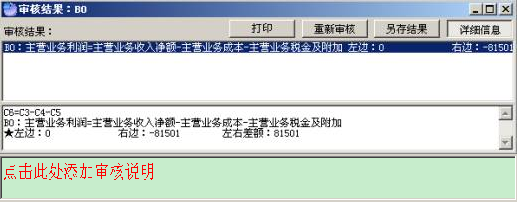 审核结果：B0
审核结果：
打印 重新审核 另存结果 详细信息
B0：主营业务利润=主营业务收入净额-主营业务成本-主营业务税金及附加 左边：0 右边：-81501
C6=C3-C4-C5
B0：主营业务利润=主营业务收入净额-主营业务成本-主营业务税金及附加
★左边：0 右边：-81501 左右差额：81501
点击此处添加审核说明